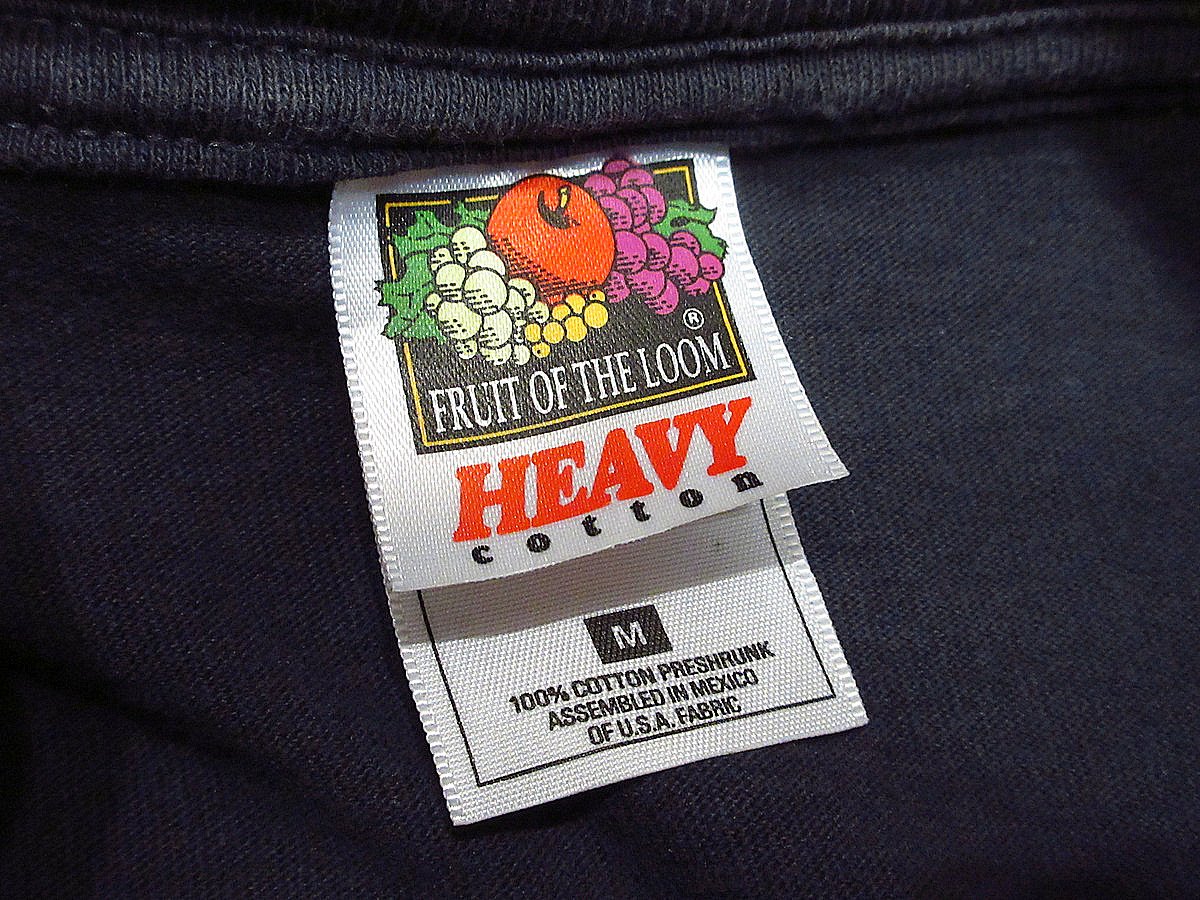 ®
FRUIT OF THE LOOM
HEAVY
cotton
M
100% COTTON PRESHRUNK
ASSEMBLED IN MEXICO
OF U.S.A. FABRIC